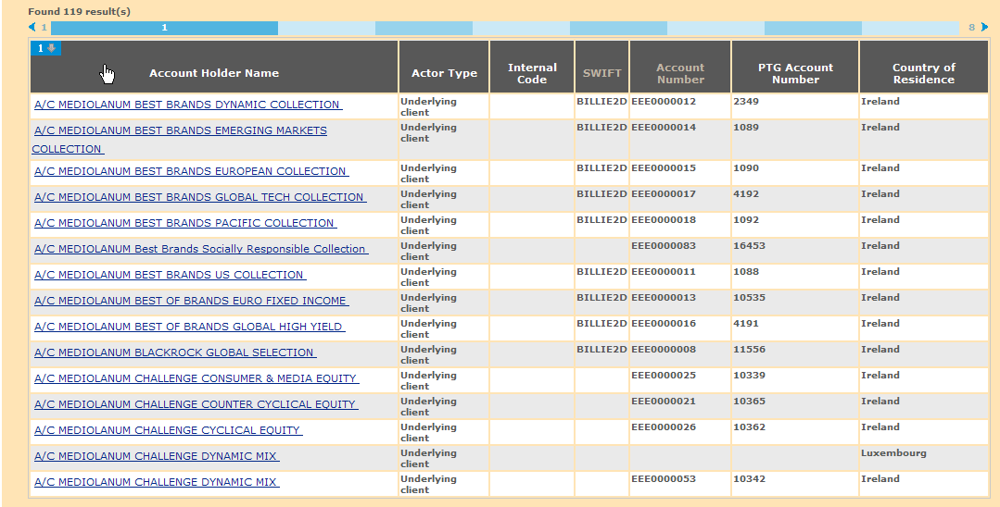 Found 119 result(s)
1 1 8
1
Account Holder Name Actor Type Internal Code SWIFT Account Number PTG Account Number Country of Residence
A/C MEDIOLANUM BEST BRANDS DYNAMIC COLLECTION Underlying client BILLIE2D EEE0000012 2349 Ireland
A/C MEDIOLANUM BEST BRANDS EMERGING MARKETS COLLECTION Underlying client BILLIE2D EEE0000014 1089 Ireland
A/C MEDIOLANUM BEST BRANDS EUROPEAN COLLECTION Underlying client BILLIE2D EEE0000015 1090 Ireland
A/C MEDIOLANUM BEST BRANDS GLOBAL TECH COLLECTION Underlying client BILLIE2D EEE0000017 4192 Ireland
A/C MEDIOLANUM BEST BRANDS PACIFIC COLLECTION Underlying client BILLIE2D EEE0000018 1092 Ireland
A/C MEDIOLANUM Best Brands Socially Responsible Collection Underlying client EEE0000083 16453 Ireland
A/C MEDIOLANUM BEST BRANDS US COLLECTION Underlying client BILLIE2D EEE0000011 1088 Ireland
A/C MEDIOLANUM BEST OF BRANDS EURO FIXED INCOME Underlying client BILLIE2D EEE0000013 10535 Ireland
A/C MEDIOLANUM BEST OF BRANDS GLOBAL HIGH YIELD Underlying client BILLIE2D EEE0000016 4191 Ireland
A/C MEDIOLANUM BLACKROCK GLOBAL SELECTION Underlying client BILLIE2D EEE0000008 11556 Ireland
A/C MEDIOLANUM CHALLENGE CONSUMER & MEDIA EQUITY Underlying client EEE0000025 10339 Ireland
A/C MEDIOLANUM CHALLENGE COUNTER CYCLICAL EQUITY Underlying client EEE0000021 10365 Ireland
A/C MEDIOLANUM CHALLENGE CYCLICAL EQUITY Underlying client EEE0000026 10362 Ireland
A/C MEDIOLANUM CHALLENGE DYNAMIC MIX Underlying client Luxembourg
A/C MEDIOLANUM CHALLENGE DYNAMIC MIX Underlying client EEE0000053 10342 Ireland